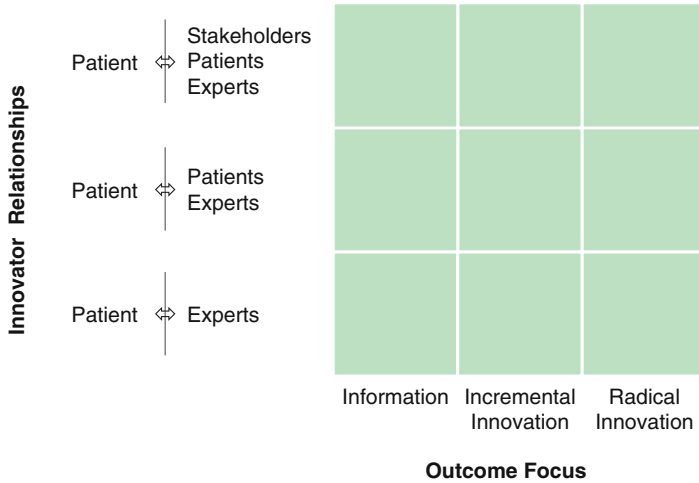 Innovator Relationships
Patient
Stakeholders
Patients
Experts
Patient
Patients
Experts
Patient
Experts
Information
Incremental
Innovation
Radical
Innovation
Outcome Focus